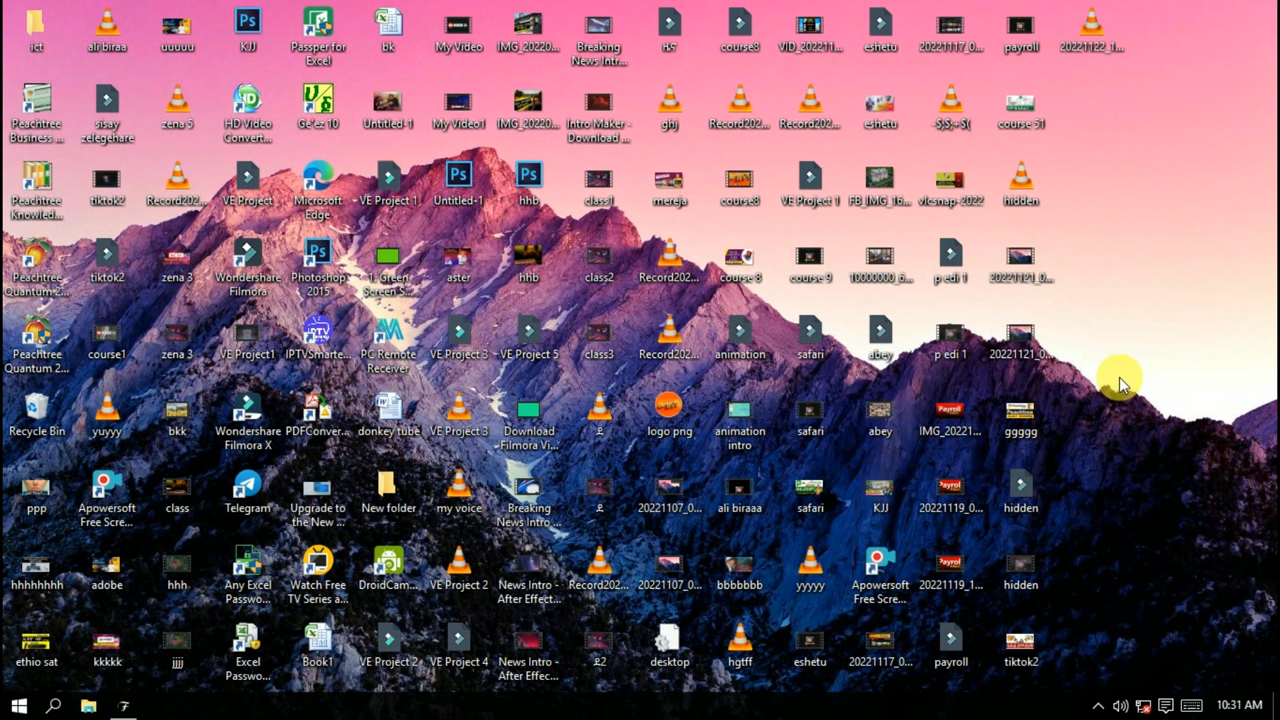 ict
ali biraa
uuuuu
KJJ
Passper for
Excel
bk
My Video
IMG_20220...
Breaking
News Intro...
course8
VID_202211...
eshetu
20221117_0...
payroll
20221122_1...
Peachtree
Business ...
sisay
zelegehare
zena 5
HD Video
Convert...
Ge'ez 10
Untitled-1
My Video1
IMG_20220...
Intro Maker -
Download ...
ghj
Record202...
Record202...
eshetu
-$($;+$(
course 51
Peachtree
Knowled...
tiktok2
Record202...
VE Project
Microsoft
Edge
VE Project 1
Untitled-1
hhb
class1
mereja
course8
VE Project 1
FB_IMG_16...
vlcsnap-2022
hidden
Peachtree
Quantum 2...
tiktok2
zena 3
Wondershare
Filmora
Photoshop
2015
1. Green
Screen S...
aster
hhb
class2
Record202...
course 8
course 9
10000000_6...
p edi 1
20221121_0...
Peachtree
Quantum 2...
course1
zena 3
VE Project1
IPTVSmarte...
PC Remote
Receiver
VE Project 3
VE Project 5
class3
Record202...
animation
safari
abey
p edi 1
20221121_0...
Recycle Bin
yuyyy
bkk
Wondershare
Filmora X
PDFConver...
donkey tube
VE Project 3
Download
Filmora Vi...
logo png
animation
intro
safari
abey
IMG_20221...
ggggg
ppp
Apowersoft
Free Scre...
class
Telegram
Upgrade to
the New ...
New folder
my voice
Breaking
News Intro ...
20221107_0...
ali biraaa
safari
KJJ
20221119_0...
hidden
hhhhhhhh
adobe
hhh
Any Excel
Passwo...
Watch Free
TV Series a...
DroidCam...
VE Project 2
News Intro -
After Effect...
Record202...
20221107_0...
bbbbbbb
yyyyy
Apowersoft
Free Scre...
20221119_1...
hidden
ethio sat
kkkkk
jjjj
Excel
Passwo...
Book1
VE Project 2
VE Project 4
News Intro -
After Effec...
desktop
hgtff
eshetu
20221117_0...
payroll
tiktok2
10:31 AM